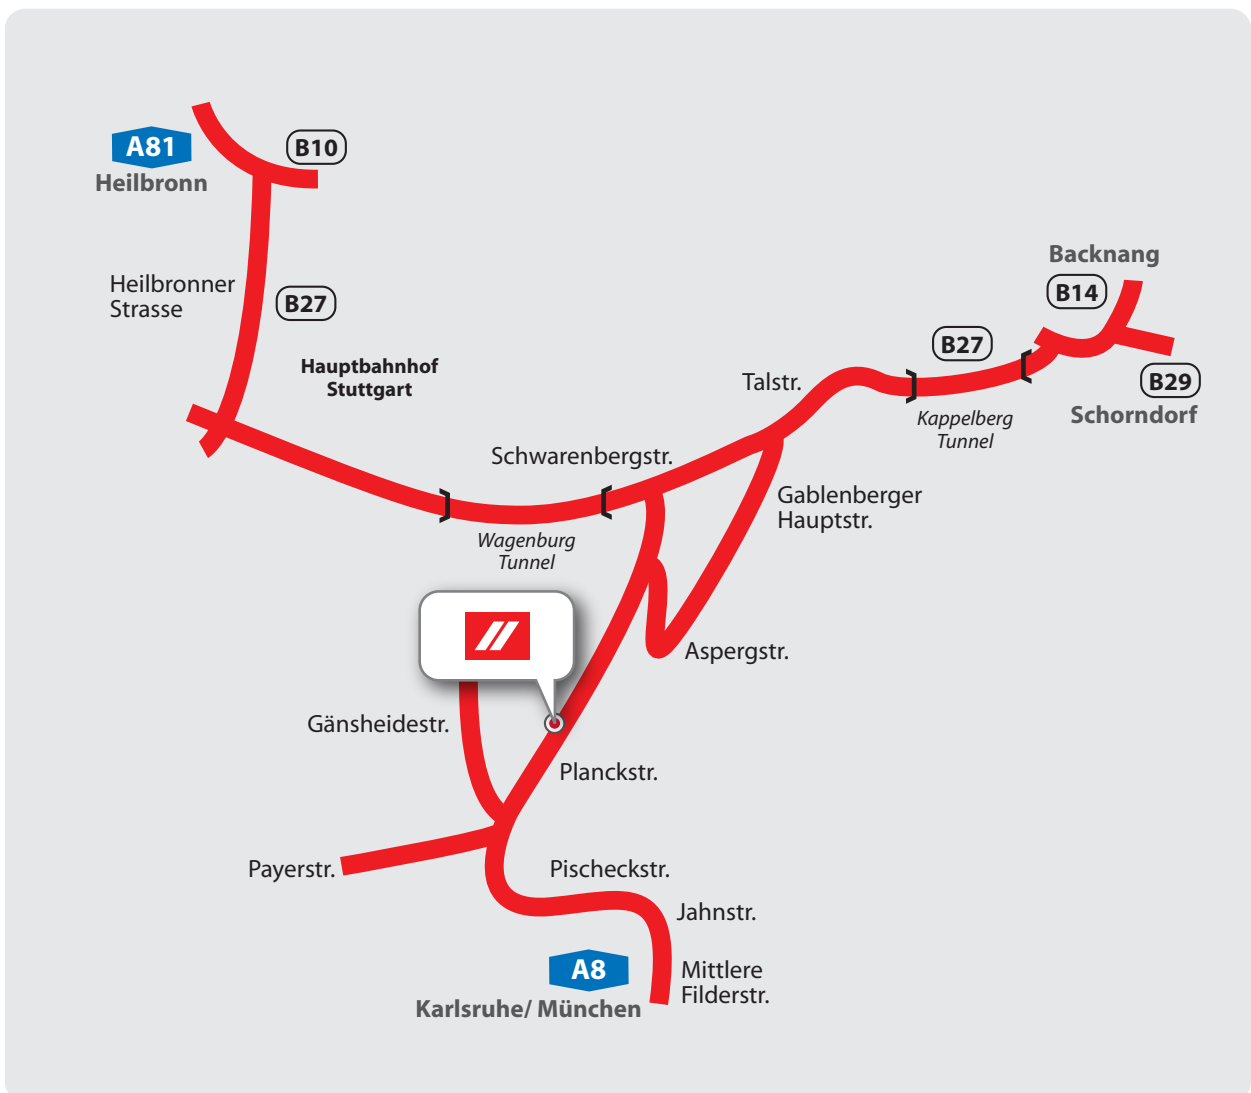 A81
Heilbronn
B10
Heilbronner
Strasse
B27
Hauptbahnhof
Stuttgart
Backnang
B14
B27
B29
Schorndorf
Talstr.
Kappelberg
Tunnel
Schwarenbergstr.
Gablenberger
Hauptstr.
Wagenburg
Tunnel
Aspergstr.
Gänsheidestr.
Planckstr.
Payerstr.
Pischeckstr.
Jahnstr.
A8
Karlsruhe/ München
Mittlere
Filderstr.